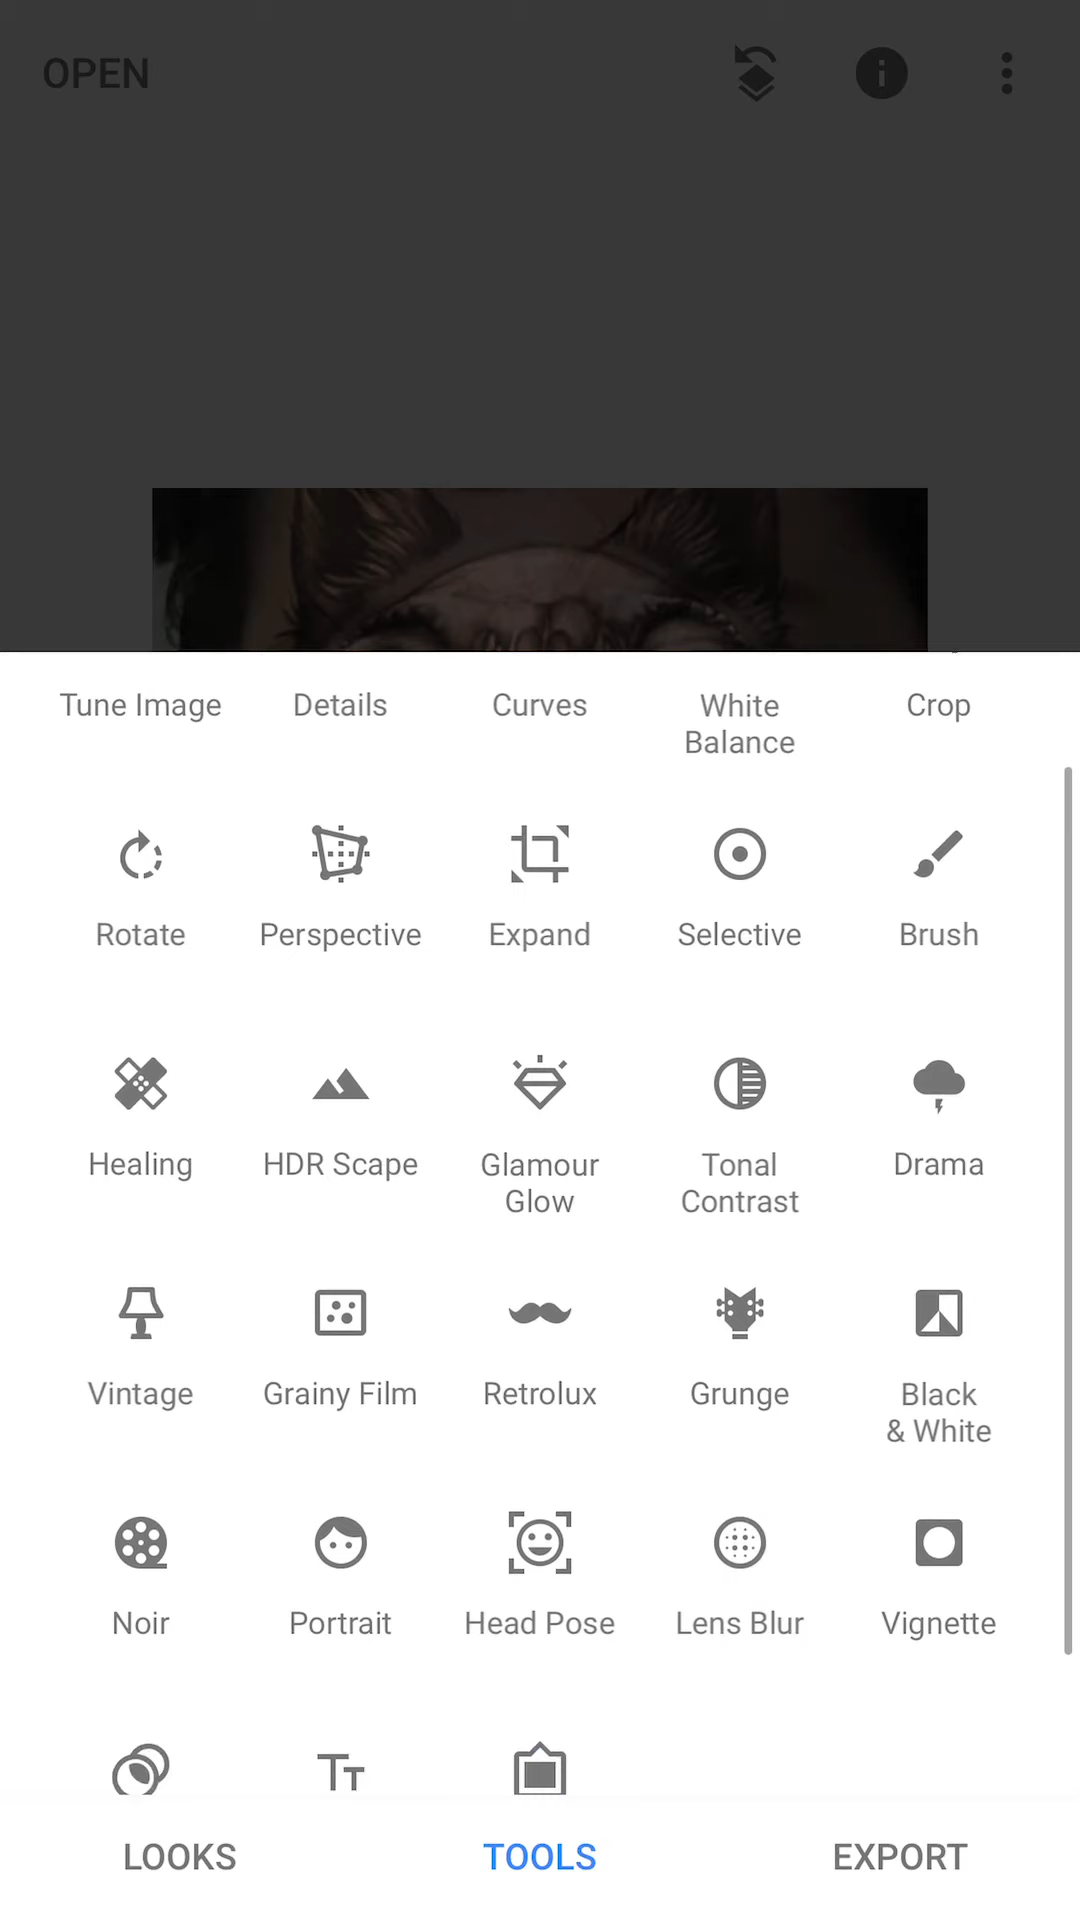 OPEN
Tune Image
Details
Curves
White
Balance
Crop
Rotate
Perspective
Expand
Selective
Brush
Healing
HDR Scape
Glamour
Glow
Tonal
Contrast
Drama
Vintage
Grainy Film
Retrolux
Grunge
Black
& White
Noir
Portrait
Head Pose
Lens Blur
Vignette
LOOKS
TOOLS
EXPORT